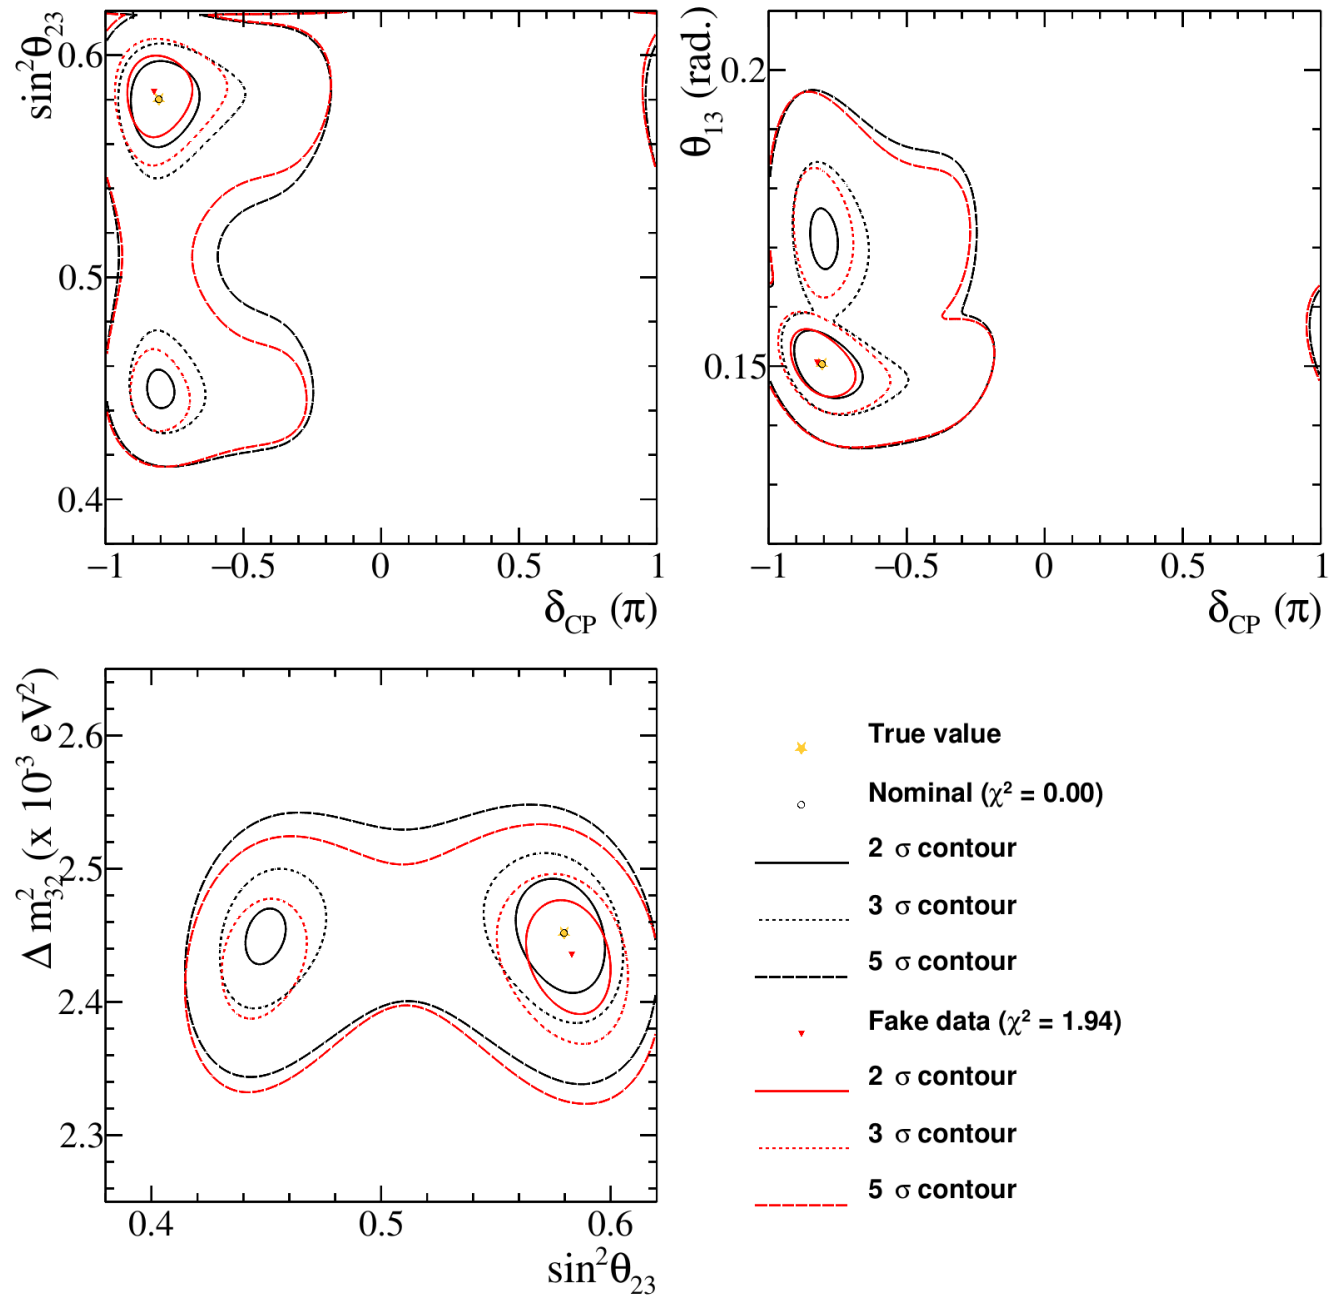 sin²θ₂₃
0.6
0.5
0.4
−1
−0.5
0
0.5
1
δ_CP (π)
θ₁₃ (rad.)
0.2
0.15
−1
−0.5
0
0.5
1
δ_CP (π)
Δ m²₃₂ (x 10⁻³ eV²)
2.6
2.5
2.4
2.3
0.4
0.5
0.6
sin²θ₂₃
True value
Nominal (χ² = 0.00)
2 σ contour
3 σ contour
5 σ contour
Fake data (χ² = 1.94)
2 σ contour
3 σ contour
5 σ contour